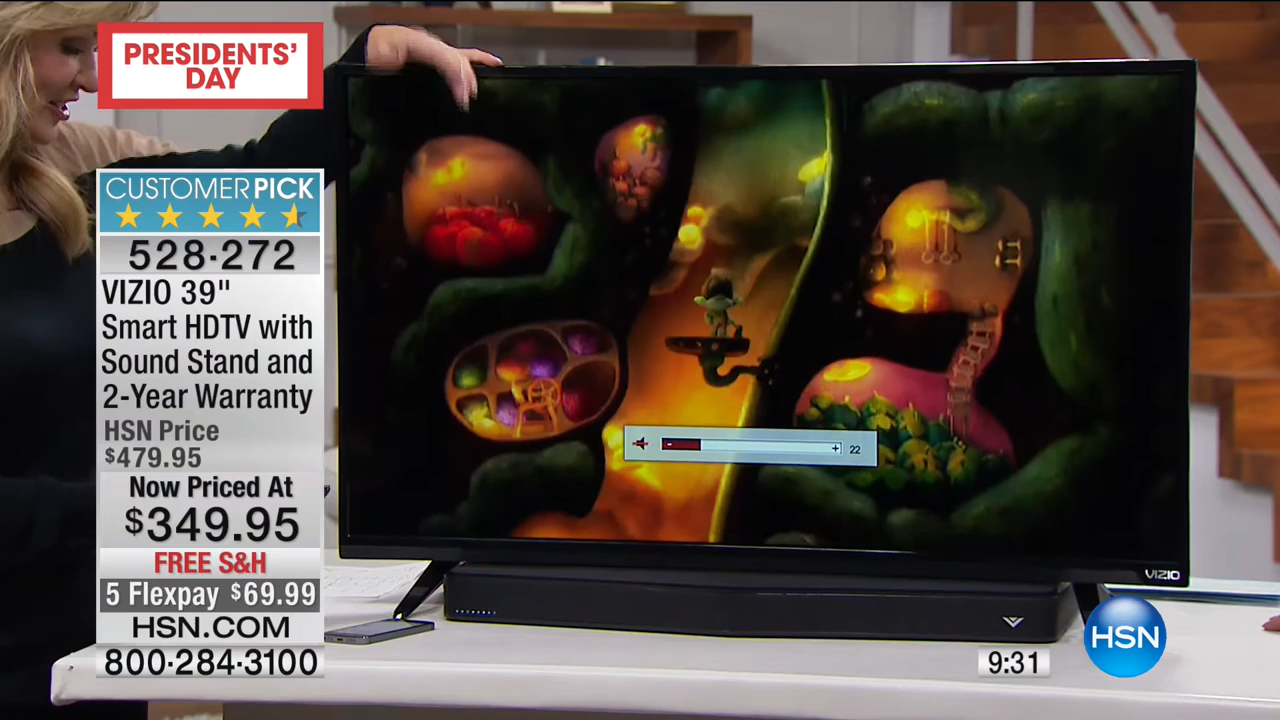 PRESIDENTS'
DAY
CUSTOMER PICK
528-272
VIZIO 39"
Smart HDTV with
Sound Stand and
2-Year Warranty
HSN Price
$479.95
Now Priced At
$349.95
FREE S&H
5 Flexpay $69.99
HSN.COM
800·284·3100
- + 22
VIZIO
HSN
9:31